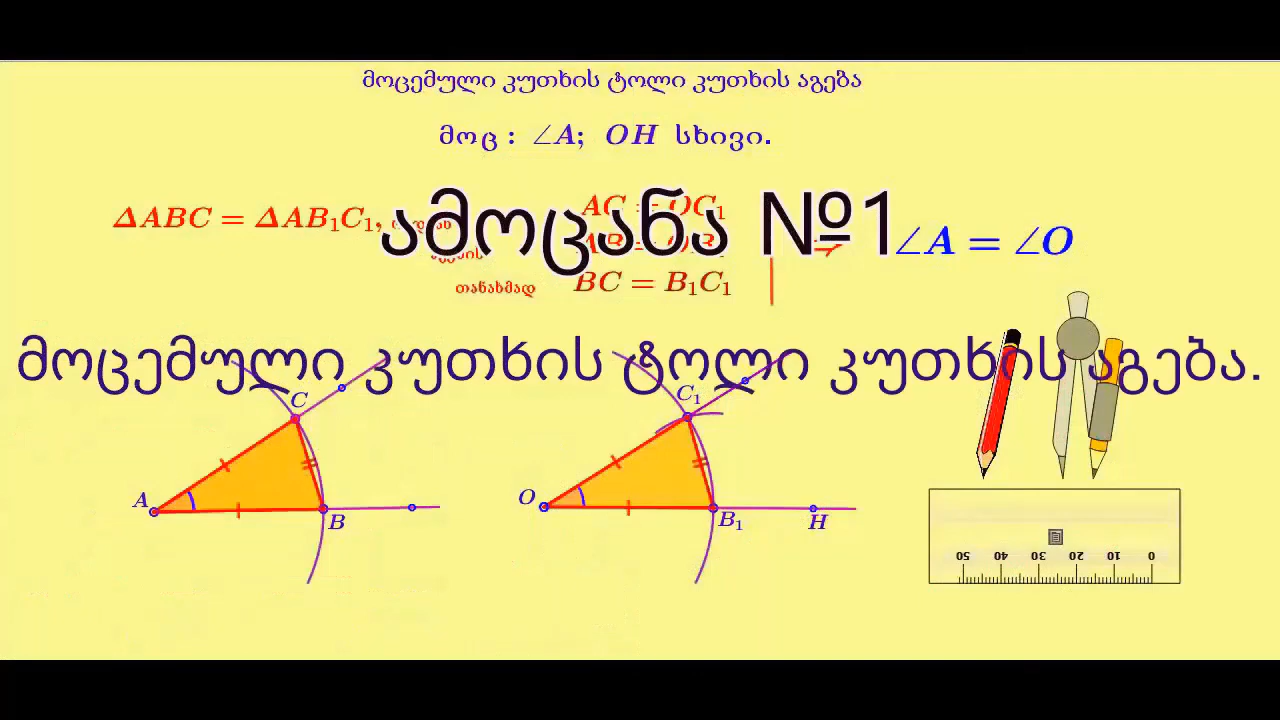 მოცემული კუთხის ტოლი კუთხის აგება
მოც : ∠A; OH სხივი.
ΔABC = ΔAB₁C₁,
AC = OC₁
ამოცანა №1
∠A = ∠O
თანახმად
BC = B₁C₁
მოცემული კუთხის ტოლი კუთხის აგება.
C
C₁
A
B
O
B₁
H
50 40 30 20 10 0